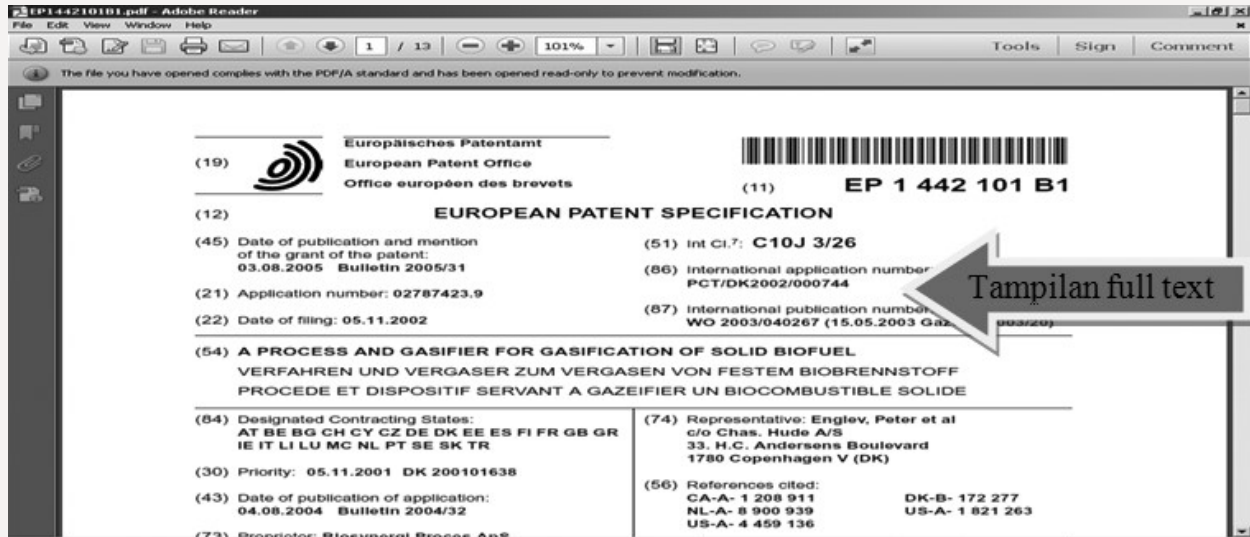 EP1442101B1.pdf - Adobe Reader
File Edit View Window Help
1 / 13 101% Tools Sign Comment
The file you have opened complies with the PDF/A standard and has been opened read-only to prevent modification.
(19)
Europäisches Patentamt
European Patent Office
Office européen des brevets
(11) EP 1 442 101 B1
(12) EUROPEAN PATENT SPECIFICATION
(45) Date of publication and mention
of the grant of the patent:
03.08.2005 Bulletin 2005/31
(21) Application number: 02787423.9
(22) Date of filing: 05.11.2002
(51) Int Cl.7: C10J 3/26
(86) International application number
PCT/DK2002/000744
(87) International publication number
WO 2003/040267 (15.05.2003
Tampilan full text
(54) A PROCESS AND GASIFIER FOR GASIFICATION OF SOLID BIOFUEL
VERFAHREN UND VERGASER ZUM VERGASEN VON FESTEM BIOBRENNSTOFF
PROCEDE ET DISPOSITIF SERVANT A GAZEIFIER UN BIOCOMBUSTIBLE SOLIDE
(84) Designated Contracting States:
AT BE BG CH CY CZ DE DK EE ES FI FR GB GR
IE IT LI LU MC NL PT SE SK TR
(30) Priority: 05.11.2001 DK 200101638
(43) Date of publication of application:
04.08.2004 Bulletin 2004/32
(73) Proprietor: Biosynergi Proces ApS
(74) Representative: Englev, Peter et al
c/o Chas. Hude A/S
33. H.C. Andersens Boulevard
1780 Copenhagen V (DK)
(56) References cited:
CA-A- 1 208 911 DK-B- 172 277
NL-A- 8 900 939 US-A- 1 821 263
US-A- 4 459 136